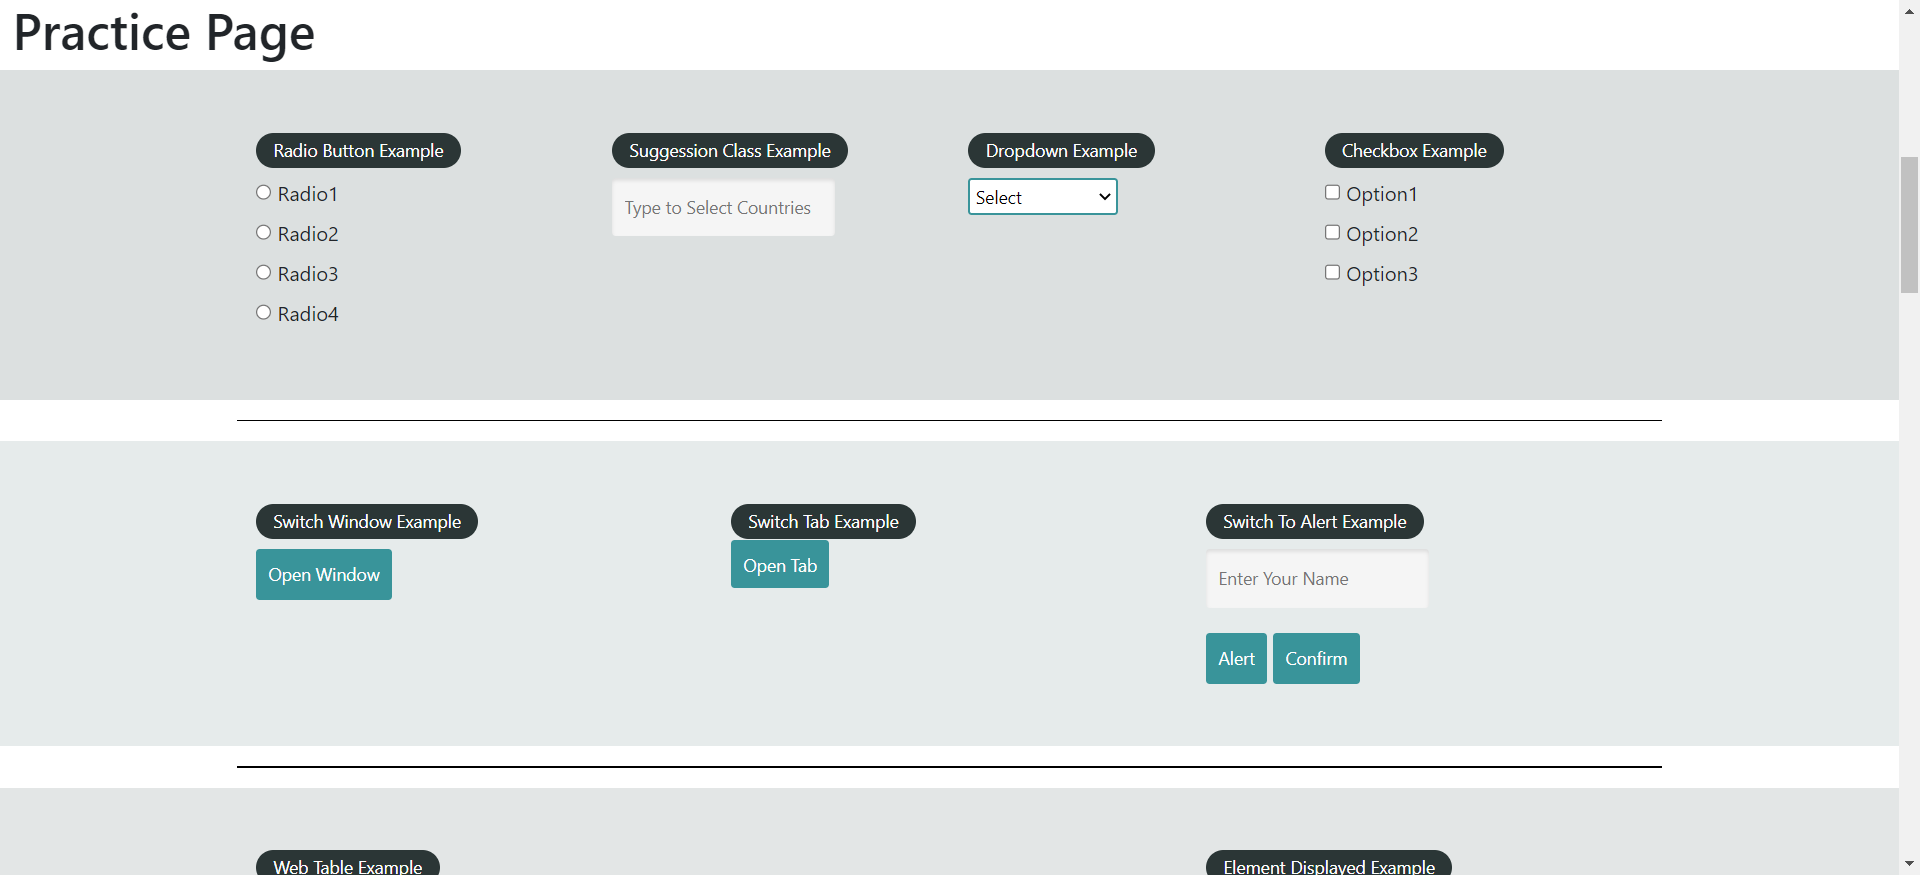 Practice Page
Radio Button Example
Radio1
Radio2
Radio3
Radio4
Suggession Class Example
Type to Select Countries
Dropdown Example
Select
Checkbox Example
Option1
Option2
Option3
Switch Window Example
Open Window
Switch Tab Example
Open Tab
Switch To Alert Example
Enter Your Name
Alert Confirm
Web Table Example
Element Displayed Example